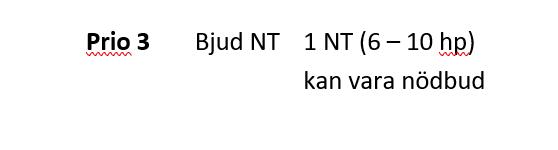 Prio 3 Bjud NT 1 NT (6 – 10 hp)
kan vara nödbud